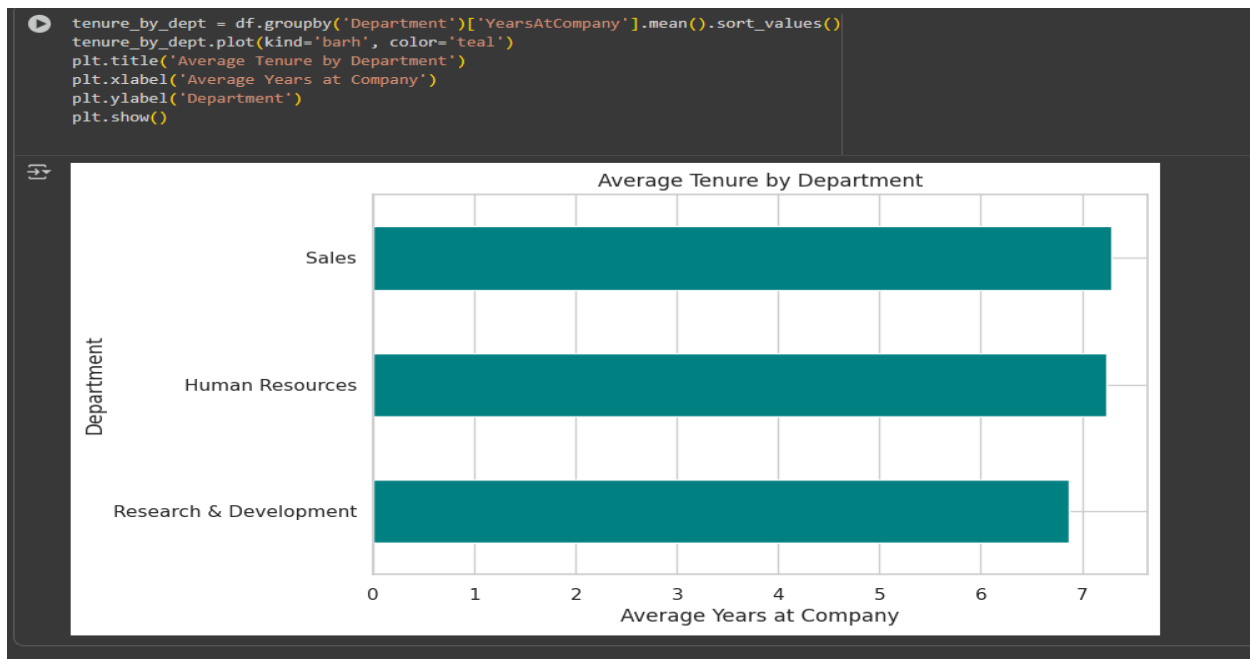 tenure_by_dept = df.groupby('Department')['YearsAtCompany'].mean().sort_values()
tenure_by_dept.plot(kind='barh', color='teal')
plt.title('Average Tenure by Department')
plt.xlabel('Average Years at Company')
plt.ylabel('Department')
plt.show()
Average Tenure by Department
Sales
Human Resources
Research & Development
Department
0 1 2 3 4 5 6 7
Average Years at Company